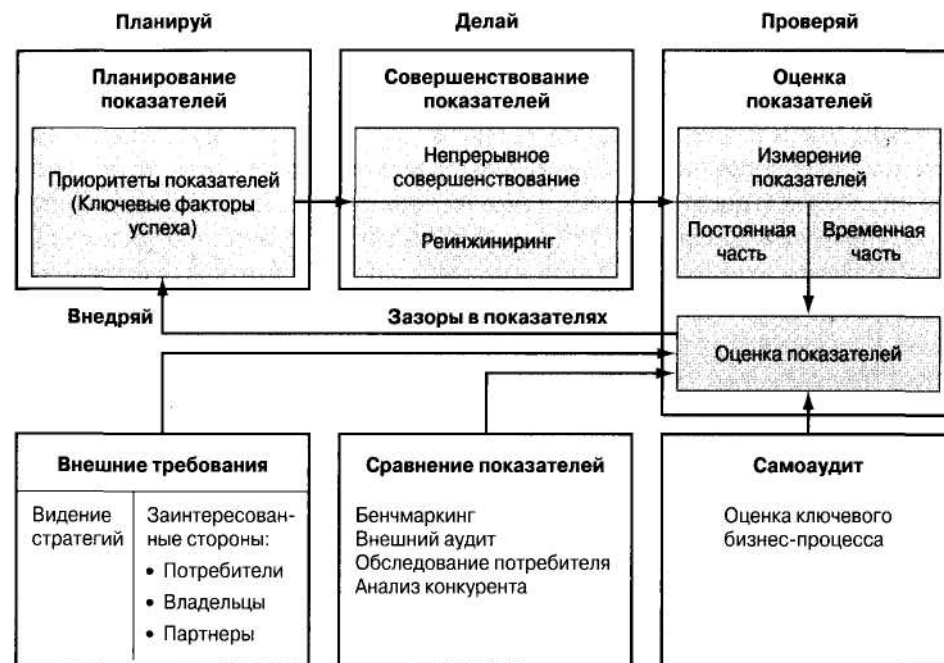 Планируй
Делай
Проверяй
Планирование
показателей
Приоритеты показателей
(Ключевые факторы
успеха)
Совершенствование
показателей
Непрерывное
совершенствование
Реинжиниринг
Оценка
показателей
Измерение
показателей
Постоянная
часть
Временная
часть
Внедряй
Зазоры в показателях
Оценка показателей
Внешние требования
Видение
стратегий
Заинтересован-
ные стороны:
• Потребители
• Владельцы
• Партнеры
Сравнение показателей
Бенчмаркинг
Внешний аудит
Обследование потребителя
Анализ конкурента
Самоаудит
Оценка ключевого
бизнес-процесса